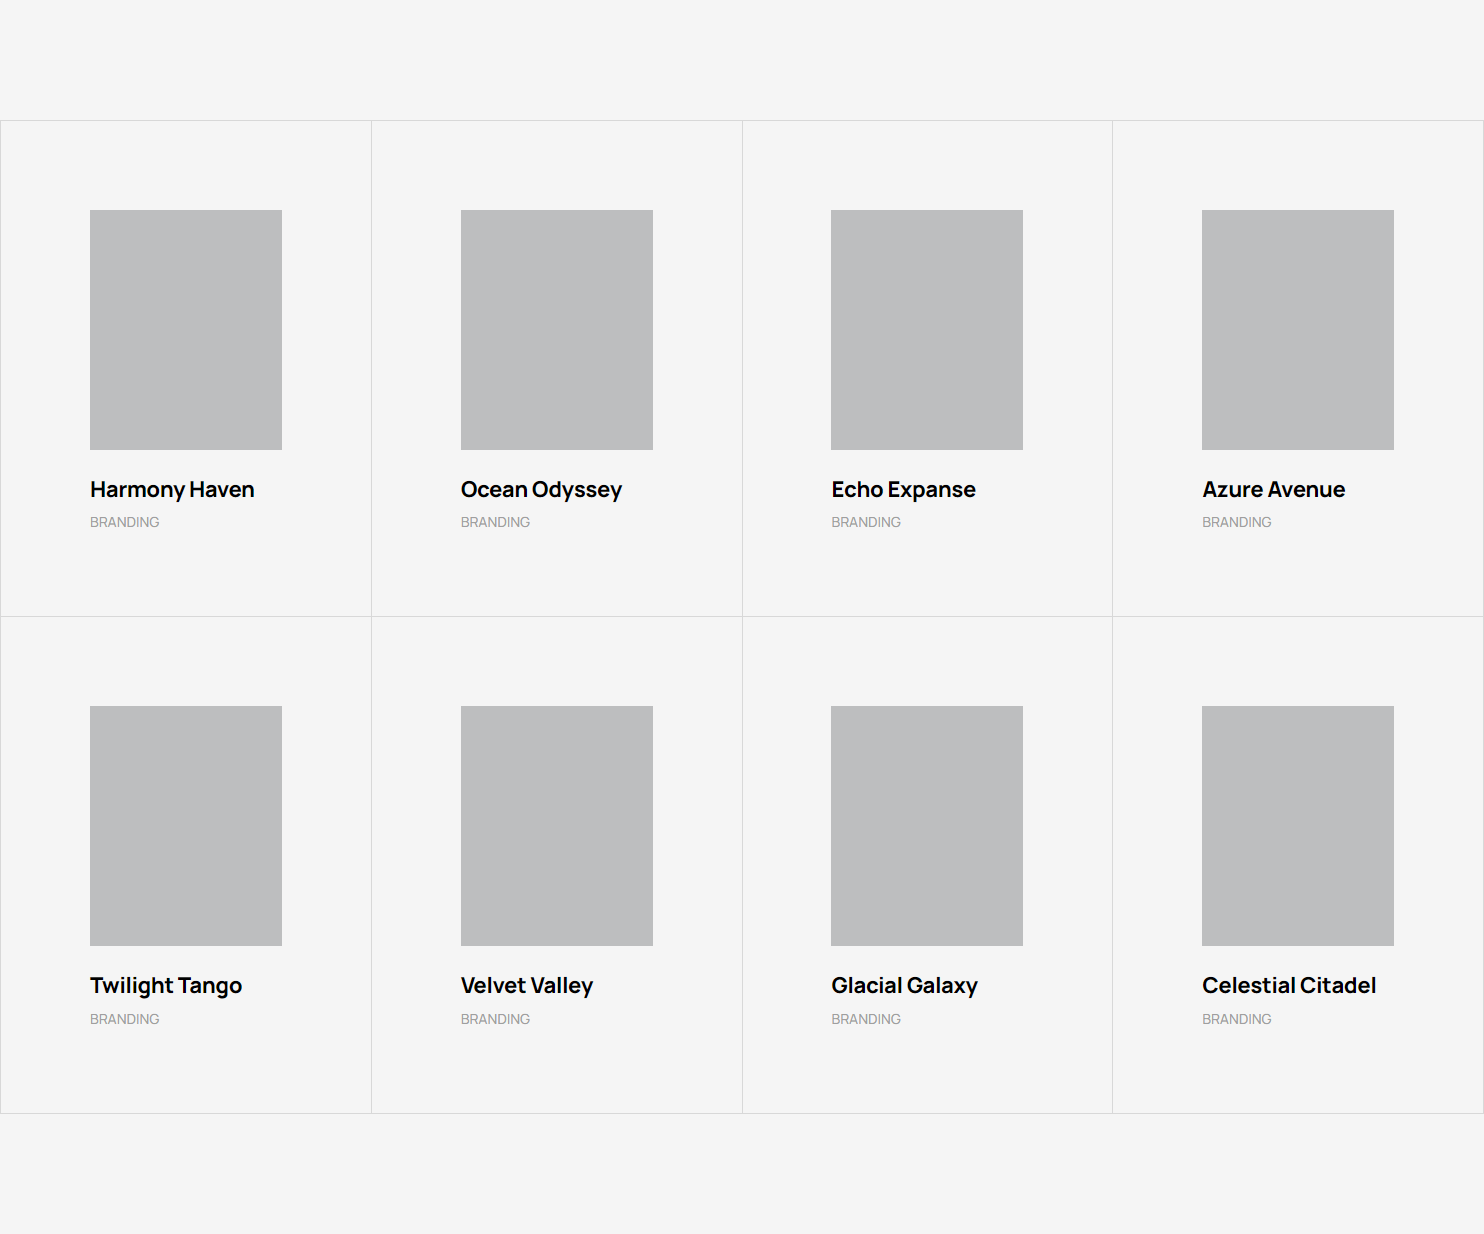 Harmony Haven
BRANDING
Ocean Odyssey
BRANDING
Echo Expanse
BRANDING
Azure Avenue
BRANDING
Twilight Tango
BRANDING
Velvet Valley
BRANDING
Glacial Galaxy
BRANDING
Celestial Citadel
BRANDING